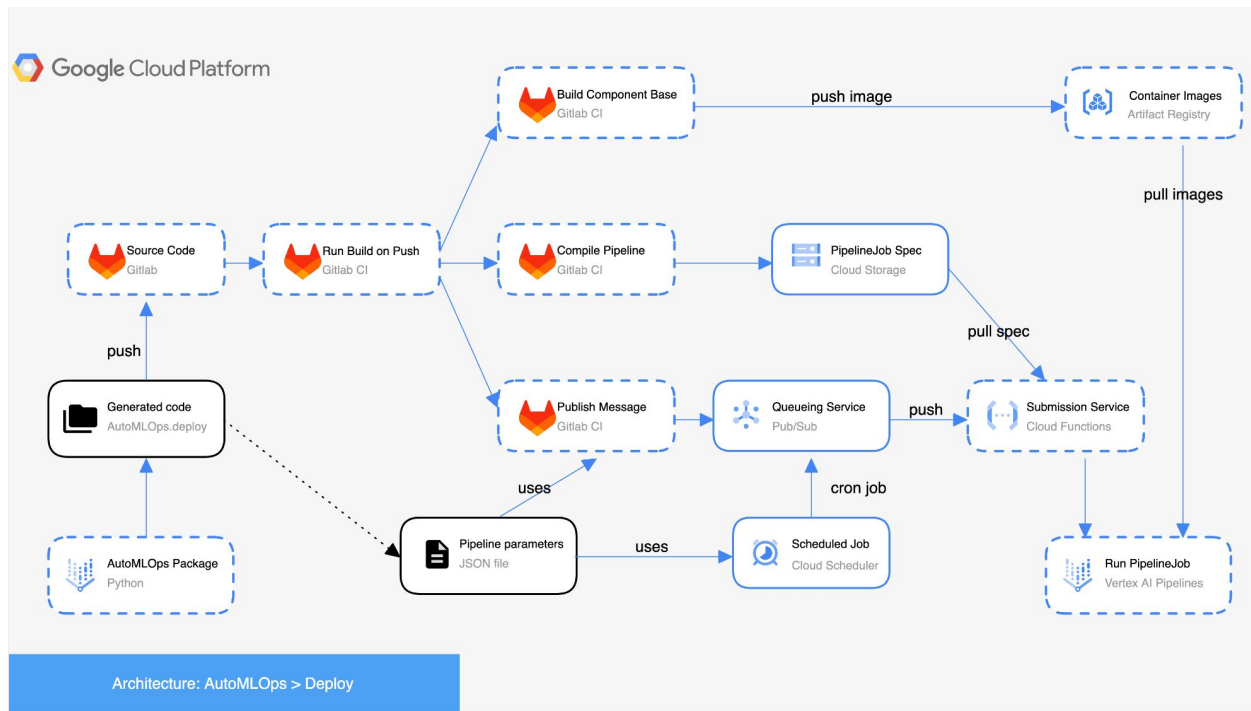 Google Cloud Platform
Build Component Base
Gitlab CI
push image
Container Images
Artifact Registry
pull images
Source Code
Gitlab
Run Build on Push
Gitlab CI
Compile Pipeline
Gitlab CI
PipelineJob Spec
Cloud Storage
pull spec
push
Generated code
AutoMLOps.deploy
Publish Message
Gitlab CI
Queueing Service
Pub/Sub
push
Submission Service
Cloud Functions
uses
cron job
AutoMLOps Package
Python
Pipeline parameters
JSON file
uses
Scheduled Job
Cloud Scheduler
Run PipelineJob
Vertex AI Pipelines
Architecture: AutoMLOps > Deploy